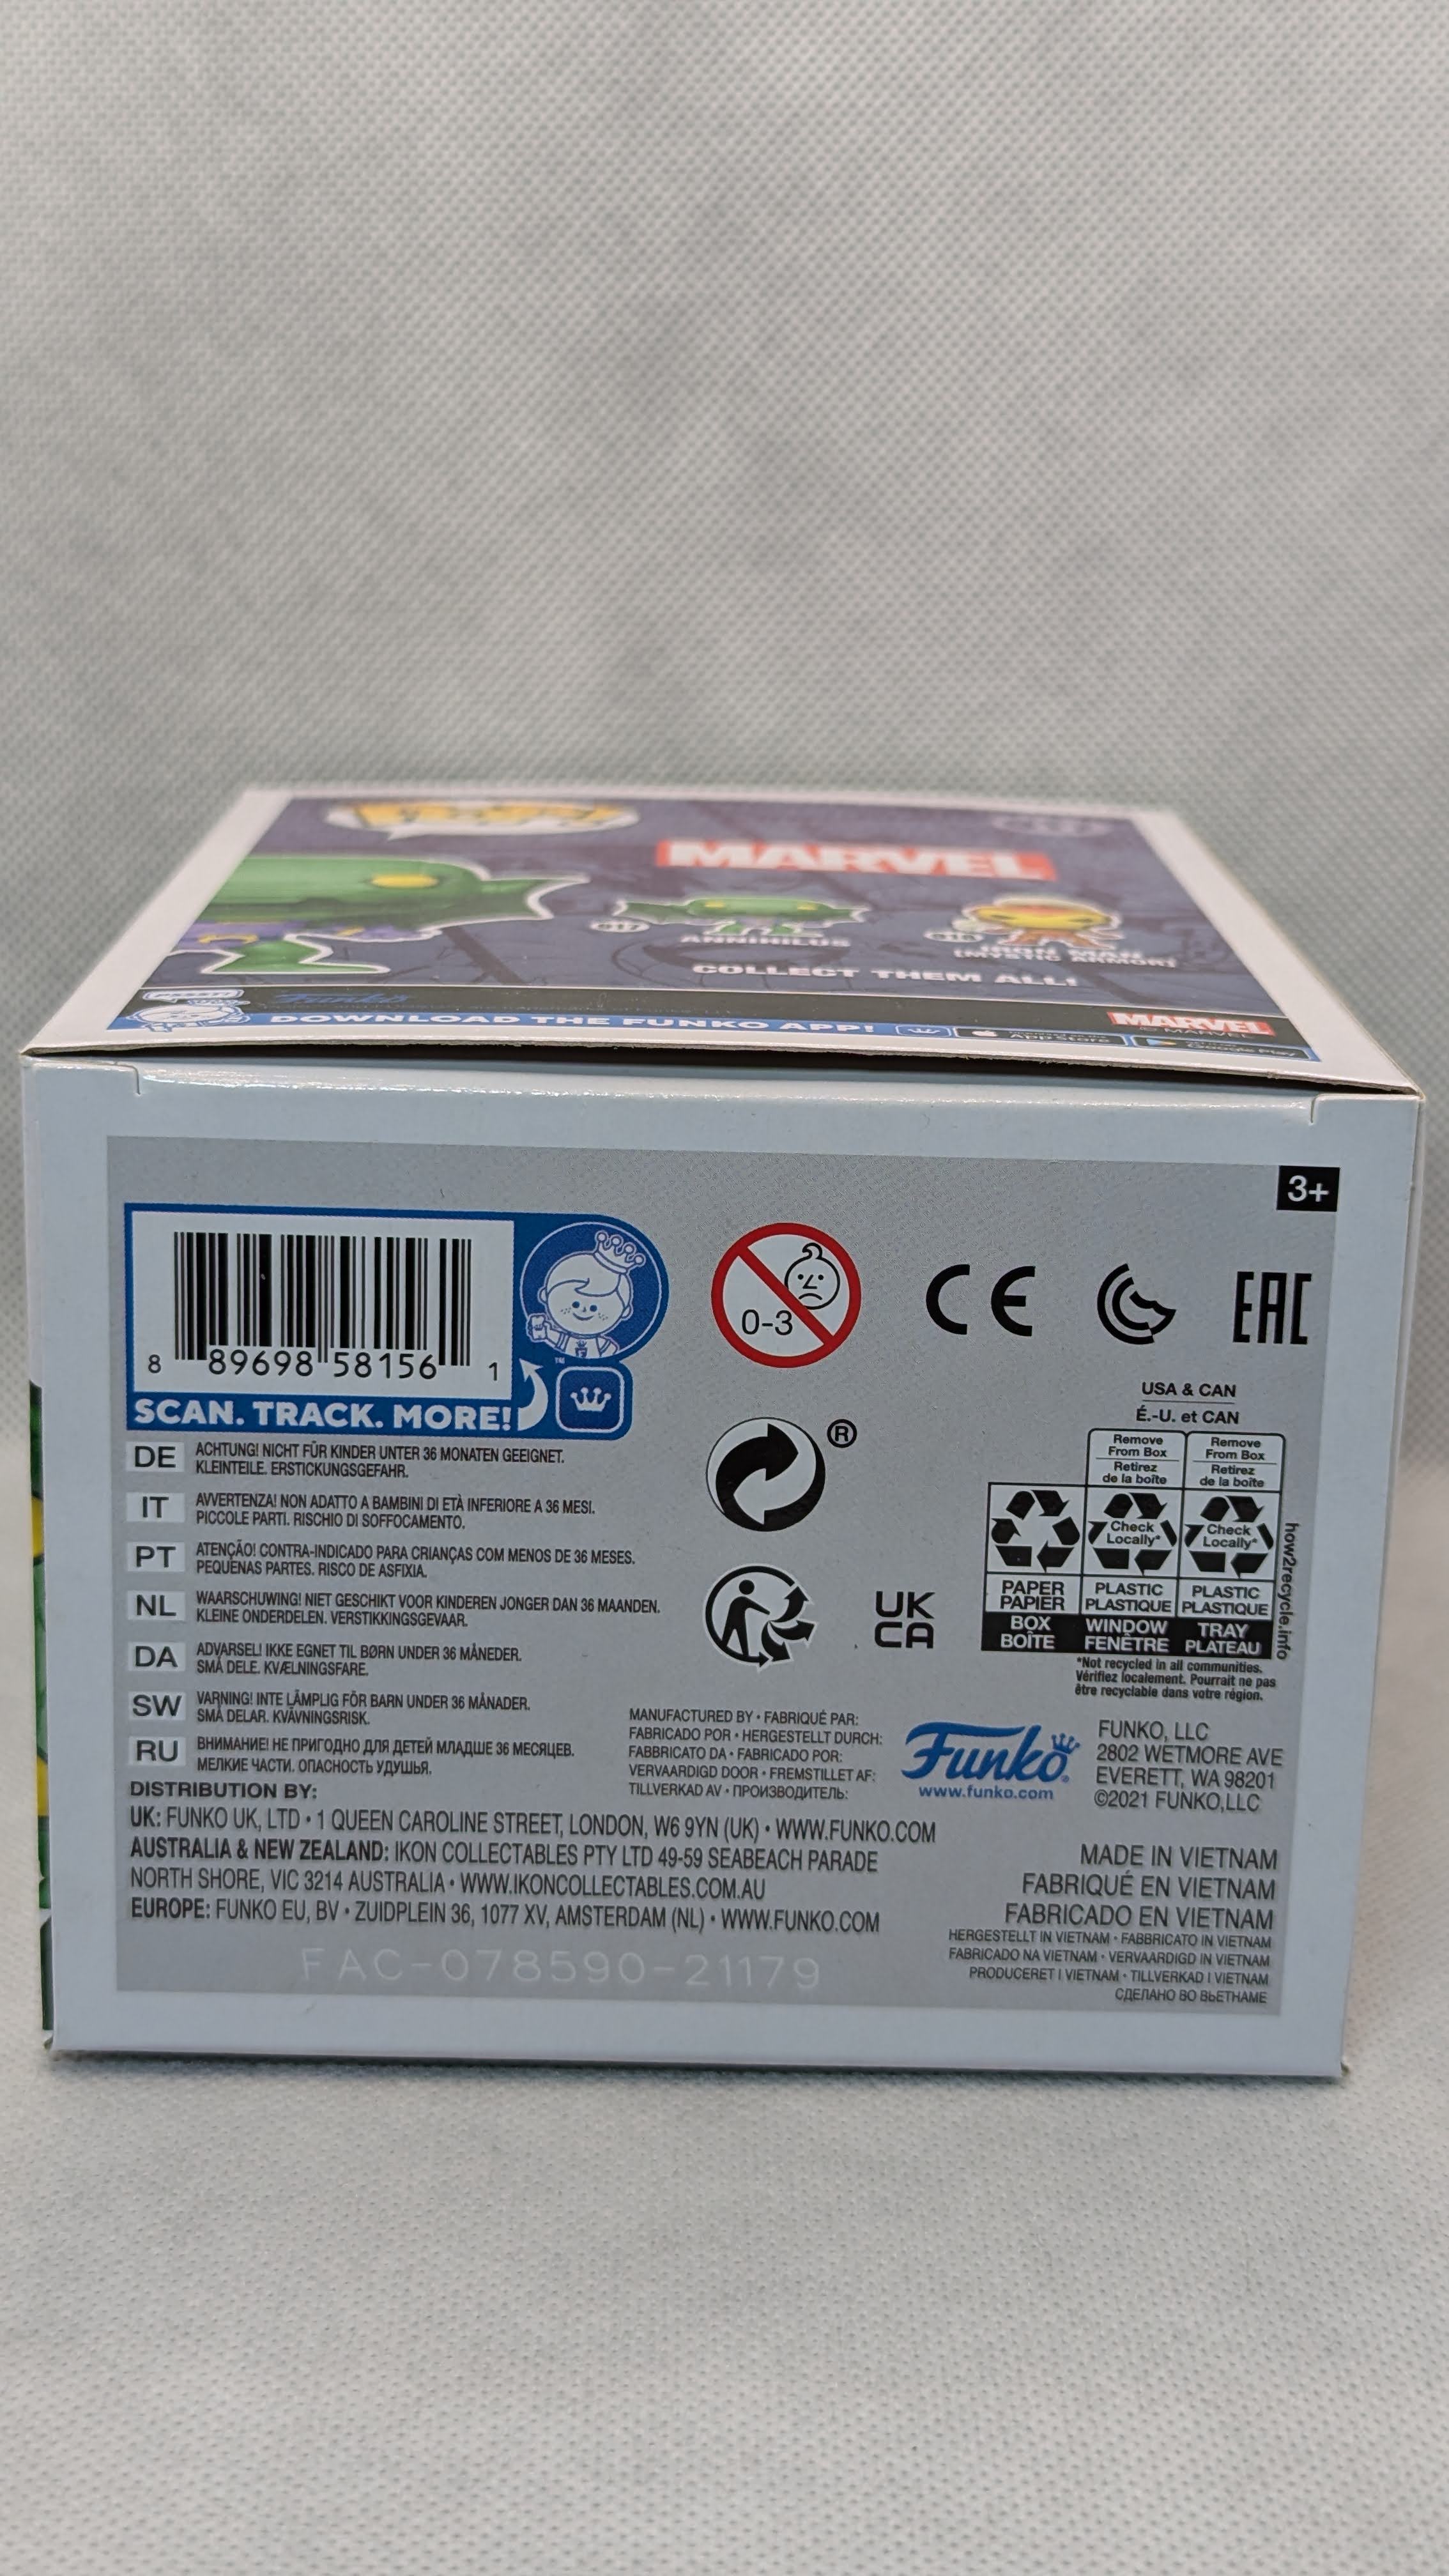 POP!
MARVEL
ANNIHILUS
COLLECT THEM ALL!
Funko
DOWNLOAD THE FUNKO APP!
App Store
Google Play
MARVEL
© MARVEL
3+
8 89698 58156 1
SCAN. TRACK. MORE!
™
0-3
CE
EAC
®
UK
CA
USA & CAN
É.-U. et CAN
Remove
From Box
Retirez
de la boîte
Remove
From Box
Retirez
de la boîte
Check
Locally*
Check
Locally*
PAPER
PAPIER
PLASTIC
PLASTIQUE
PLASTIC
PLASTIQUE
BOX
BOÎTE
WINDOW
FENÊTRE
TRAY
PLATEAU
how2recycle.info
*Not recycled in all communities.
Vérifiez localement. Pourrait ne pas
être recyclable dans votre région.
DE ACHTUNG! NICHT FÜR KINDER UNTER 36 MONATEN GEEIGNET.
KLEINTEILE. ERSTICKUNGSGEFAHR.
IT AVVERTENZA! NON ADATTO A BAMBINI DI ETÀ INFERIORE A 36 MESI.
PICCOLE PARTI. RISCHIO DI SOFFOCAMENTO.
PT ATENÇÃO! CONTRA-INDICADO PARA CRIANÇAS COM MENOS DE 36 MESES.
PEQUENAS PARTES. RISCO DE ASFIXIA.
NL WAARSCHUWING! NIET GESCHIKT VOOR KINDEREN JONGER DAN 36 MAANDEN.
KLEINE ONDERDELEN. VERSTIKKINGSGEVAAR.
DA ADVARSEL! IKKE EGNET TIL BØRN UNDER 36 MÅNEDER.
SMÅ DELE. KVÆLNINGSFARE.
SW VARNING! INTE LÄMPLIG FÖR BARN UNDER 36 MÅNADER.
SMÅ DELAR. KVÄVNINGSRISK.
RU ВНИМАНИЕ! НЕ ПРИГОДНО ДЛЯ ДЕТЕЙ МЛАДШЕ 36 МЕСЯЦЕВ.
МЕЛКИЕ ЧАСТИ. ОПАСНОСТЬ УДУШЬЯ.
MANUFACTURED BY • FABRIQUÉ PAR:
FABRICADO POR • HERGESTELLT DURCH:
FABBRICATO DA • FABRICADO POR:
VERVAARDIGD DOOR • FREMSTILLET AF:
TILLVERKAD AV • ПРОИЗВОДИТЕЛЬ:
Funko®
www.funko.com
FUNKO, LLC
2802 WETMORE AVE
EVERETT, WA 98201
©2021 FUNKO,LLC
DISTRIBUTION BY:
UK: FUNKO UK, LTD • 1 QUEEN CAROLINE STREET, LONDON, W6 9YN (UK) • WWW.FUNKO.COM
AUSTRALIA & NEW ZEALAND: IKON COLLECTABLES PTY LTD 49-59 SEABEACH PARADE
NORTH SHORE, VIC 3214 AUSTRALIA • WWW.IKONCOLLECTABLES.COM.AU
EUROPE: FUNKO EU, BV • ZUIDPLEIN 36, 1077 XV, AMSTERDAM (NL) • WWW.FUNKO.COM
MADE IN VIETNAM
FABRIQUÉ EN VIETNAM
FABRICADO EN VIETNAM
HERGESTELLT IN VIETNAM • FABBRICATO IN VIETNAM
FABRICADO NA VIETNAM • VERVAARDIGD IN VIETNAM
PRODUCERET I VIETNAM • TILLVERKAD I VIETNAM
СДЕЛАНО ВО ВЬЕТНАМЕ
FAC-078590-21179